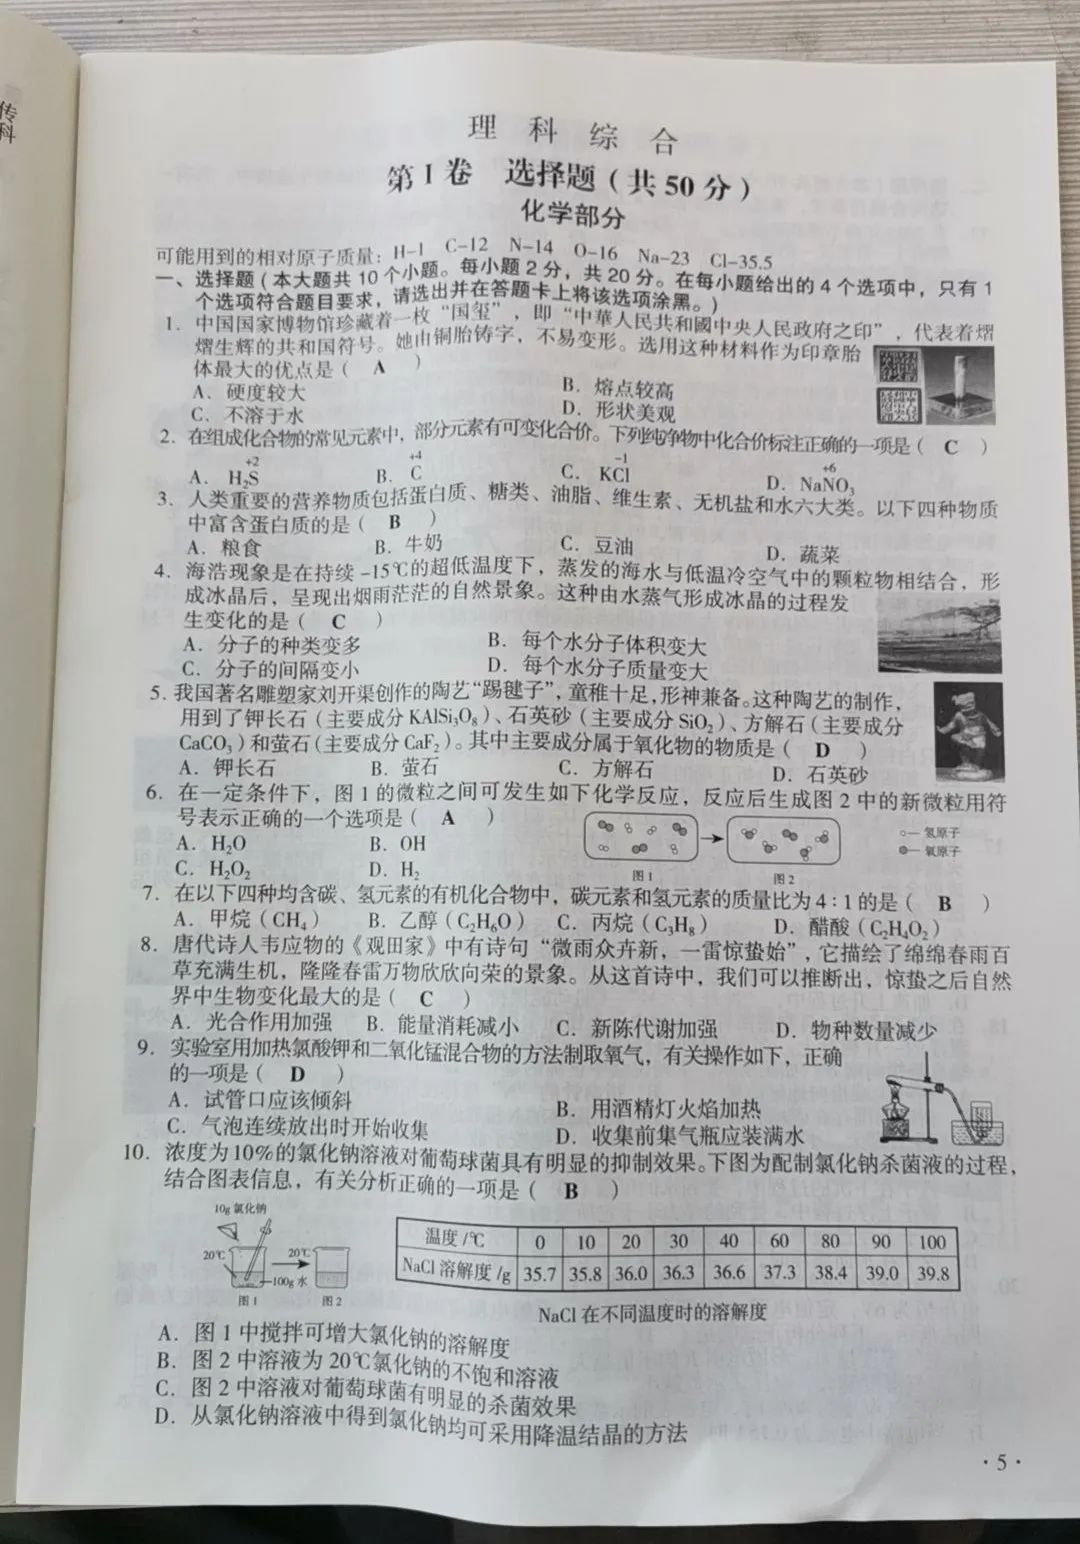 传
科
理科综合
第Ⅰ卷 选择题(共50分)
化学部分
可能用到的相对原子质量:H-1 C-12 N-14 O-16 Na-23 Cl-35.5
一、选择题(本大题共10个小题。每小题2分,共20分。在每小题给出的4个选项中,只有1
个选项符合题目要求,请选出并在答题卡上将该选项涂黑。)
1. 中国国家博物馆珍藏着一枚“国玺”,即“中華人民共和國中央人民政府之印”,代表着熠
熠生辉的共和国符号。她由铜胎铸字,不易变形。选用这种材料作为印章胎
体最大的优点是( A )
A. 硬度较大 B. 熔点较高
C. 不溶于水 D. 形状美观
2. 在组成化合物的常见元素中,部分元素有可变化合价。下列纯净物中化合价标注正确的一项是( C )
+2 +4 -1 +6
A. H₂S B. C C. KCl D. NaNO₃
3. 人类重要的营养物质包括蛋白质、糖类、油脂、维生素、无机盐和水六大类。以下四种物质
中富含蛋白质的是( B )
A. 粮食 B. 牛奶 C. 豆油 D. 蔬菜
4. 海浩现象是在持续-15℃的超低温度下,蒸发的海水与低温冷空气中的颗粒物相结合,形
成冰晶后,呈现出烟雨茫茫的自然景象。这种由水蒸气形成冰晶的过程发
生变化的是( C )
A. 分子的种类变多 B. 每个水分子体积变大
C. 分子的间隔变小 D. 每个水分子质量变大
5. 我国著名雕塑家刘开渠创作的陶艺“踢毽子”,童稚十足,形神兼备。这种陶艺的制作,
用到了钾长石(主要成分KAlSi₃O₈)、石英砂(主要成分SiO₂)、方解石(主要成分
CaCO₃)和萤石(主要成分CaF₂)。其中主要成分属于氧化物的物质是( D )
A. 钾长石 B. 萤石 C. 方解石 D. 石英砂
6. 在一定条件下,图1的微粒之间可发生如下化学反应,反应后生成图2中的新微粒用符
号表示正确的一个选项是( A )
A. H₂O B. OH
C. H₂O₂ D. H₂
氢原子
氧原子
图1 图2
7. 在以下四种均含碳、氢元素的有机化合物中,碳元素和氢元素的质量比为4:1的是( B )
A. 甲烷(CH₄) B. 乙醇(C₂H₆O) C. 丙烷(C₃H₈) D. 醋酸(C₂H₄O₂)
8. 唐代诗人韦应物的《观田家》中有诗句“微雨众卉新,一雷惊蛰始”,它描绘了绵绵春雨百
草充满生机,隆隆春雷万物欣欣向荣的景象。从这首诗中,我们可以推断出,惊蛰之后自然
界中生物变化最大的是( C )
A. 光合作用加强 B. 能量消耗减小 C. 新陈代谢加强 D. 物种数量减少
9. 实验室用加热氯酸钾和二氧化锰混合物的方法制取氧气,有关操作如下,正确
的一项是( D )
A. 试管口应该倾斜 B. 用酒精灯火焰加热
C. 气泡连续放出时开始收集 D. 收集前集气瓶应装满水
10. 浓度为10%的氯化钠溶液对葡萄球菌具有明显的抑制效果。下图为配制氯化钠杀菌液的过程,
结合图表信息,有关分析正确的一项是( B )
10g 氯化钠
20℃ 20℃
100g 水
图1 图2
温度/℃ 0 10 20 30 40 60 80 90 100
NaCl 溶解度/g 35.7 35.8 36.0 36.3 36.6 37.3 38.4 39.0 39.8
NaCl 在不同温度时的溶解度
A. 图1中搅拌可增大氯化钠的溶解度
B. 图2中溶液为20℃氯化钠的不饱和溶液
C. 图2中溶液对葡萄球菌有明显的杀菌效果
D. 从氯化钠溶液中得到氯化钠均可采用降温结晶的方法
·5·